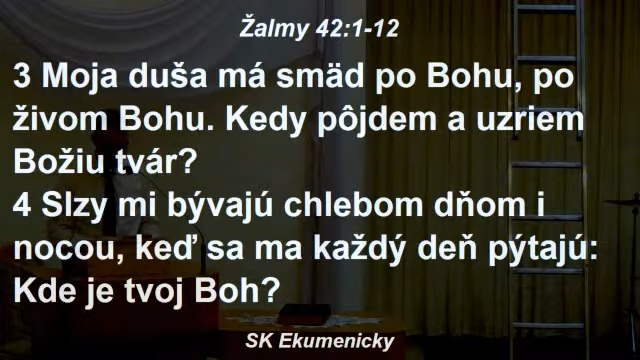 Žalmy 42:1-12
3 Moja duša má smäd po Bohu, po
živom Bohu. Kedy pôjdem a uzriem
Božiu tvár?
4 Slzy mi bývajú chlebom dňom i
nocou, keď sa ma každý deň pýtajú:
Kde je tvoj Boh?
SK Ekumenicky